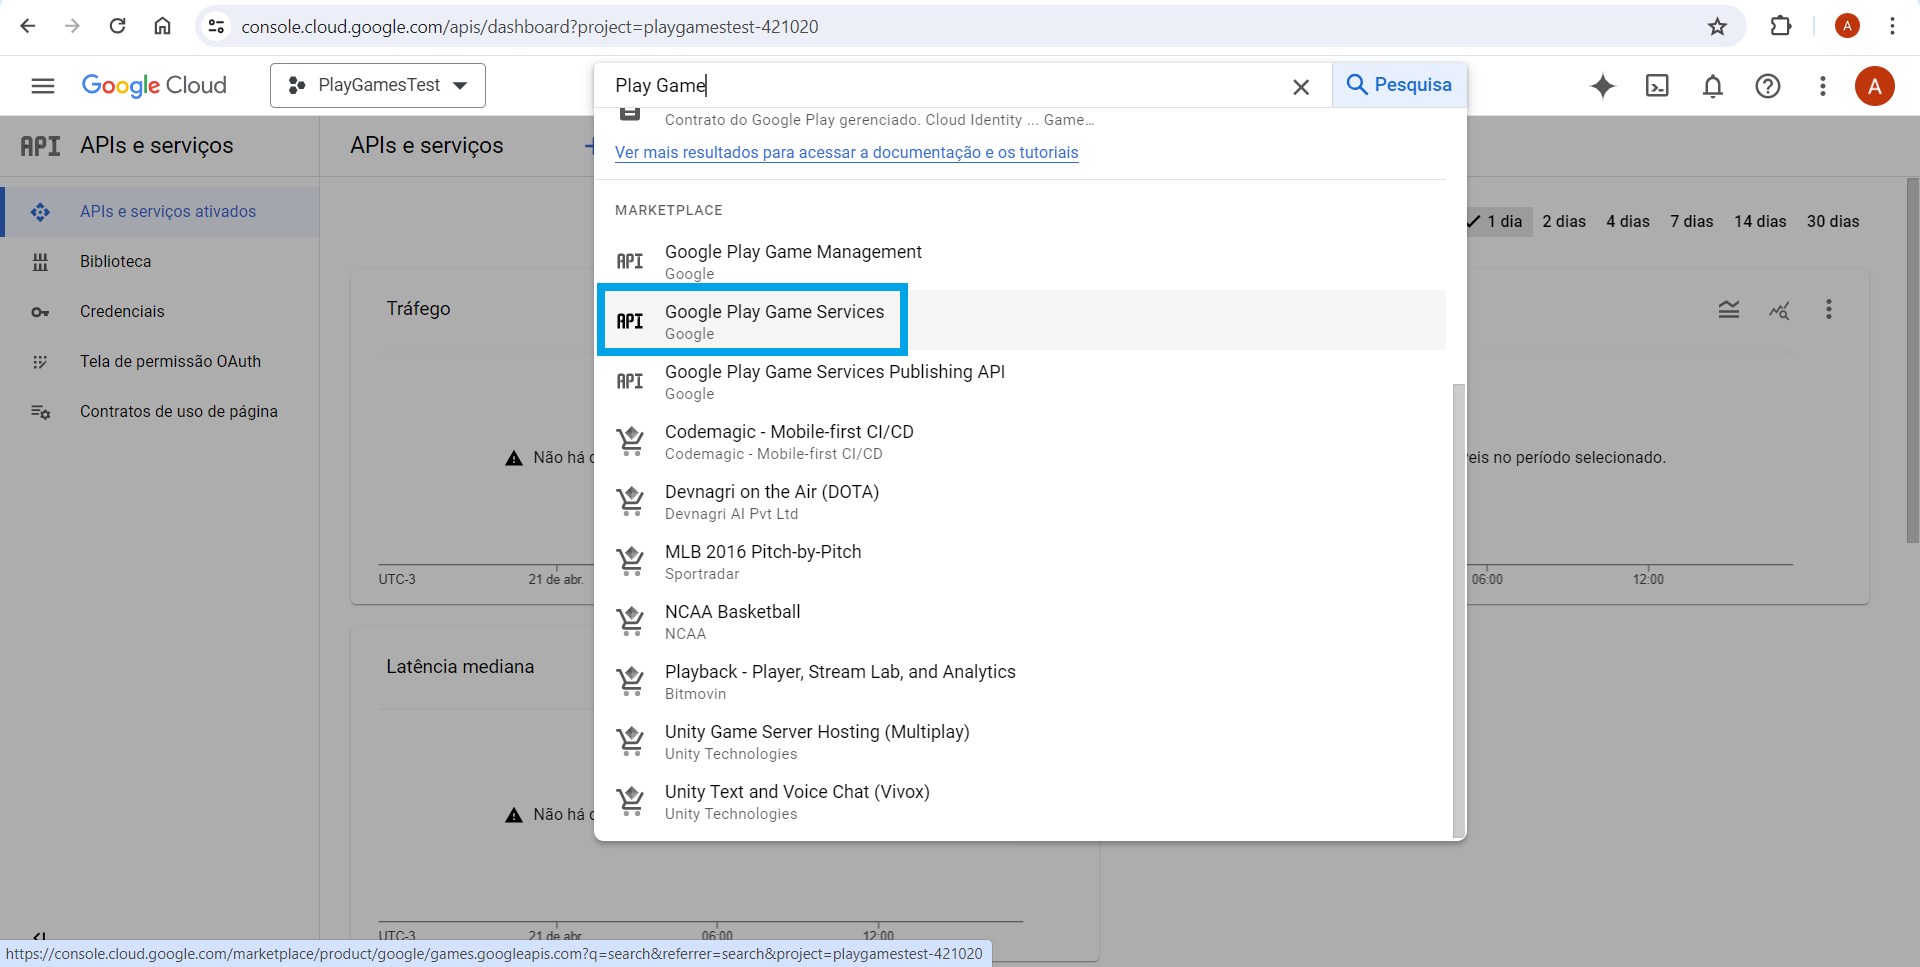 console.cloud.google.com/apis/dashboard?project=playgamestest-421020
A
Google Cloud
PlayGamesTest
Play Game
Pesquisa
A
API
APIs e serviços
APIs e serviços
Contrato do Google Play gerenciado. Cloud Identity ... Game...
Ver mais resultados para acessar a documentação e os tutoriais
APIs e serviços ativados
Biblioteca
Credenciais
Tela de permissão OAuth
Contratos de uso de página
1 dia
2 dias
4 dias
7 dias
14 dias
30 dias
MARKETPLACE
API
Google Play Game Management
Google
API
Google Play Game Services
Google
API
Google Play Game Services Publishing API
Google
Codemagic - Mobile-first CI/CD
Codemagic - Mobile-first CI/CD
Devnagri on the Air (DOTA)
Devnagri AI Pvt Ltd
MLB 2016 Pitch-by-Pitch
Sportradar
NCAA Basketball
NCAA
Playback - Player, Stream Lab, and Analytics
Bitmovin
Unity Game Server Hosting (Multiplay)
Unity Technologies
Unity Text and Voice Chat (Vivox)
Unity Technologies
Tráfego
Não há
no período selecionado.
UTC-3
21 de abr.
06:00
12:00
Latência mediana
Não há
UTC-3
21 de abr.
06:00
12:00
https://console.cloud.google.com/marketplace/product/google/games.googleapis.com?q=search&referrer=search&project=playgamestest-421020